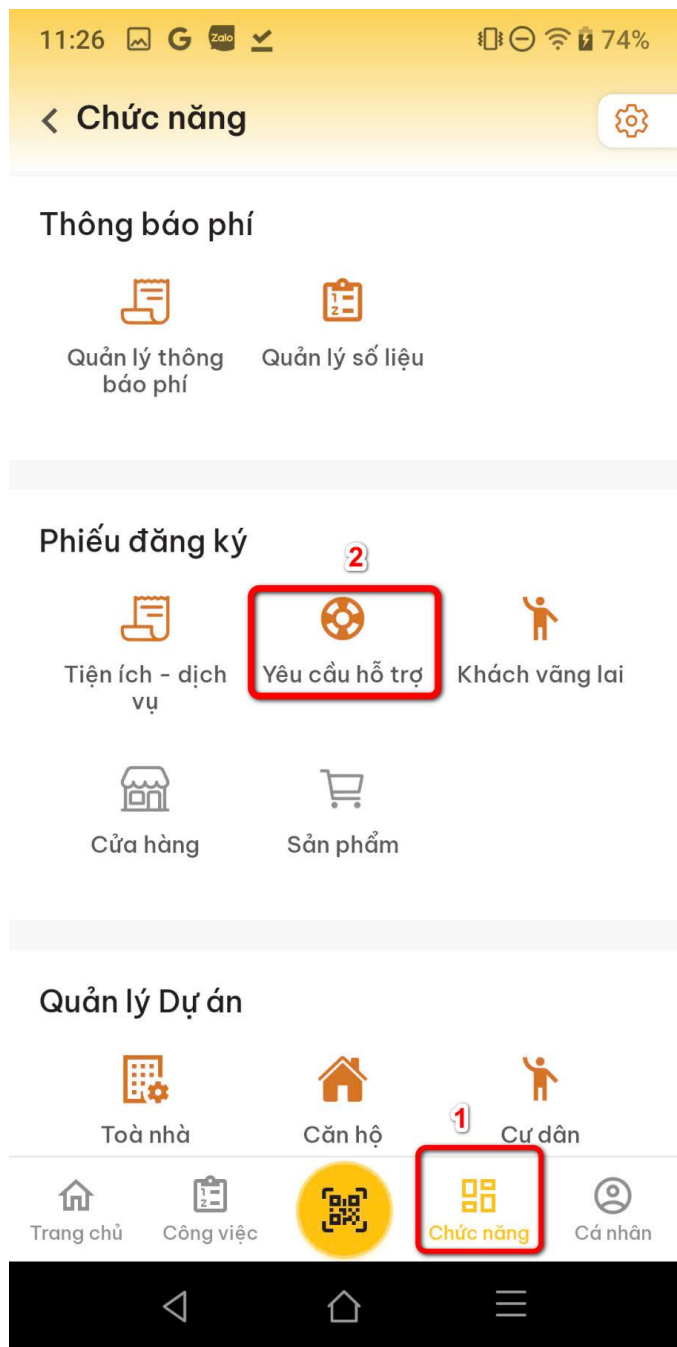 11:26 G Zalo 74%
Chức năng
Thông báo phí
Quản lý thông
báo phí
Quản lý số liệu
Phiếu đăng ký
2
Tiện ích - dịch
vụ
Yêu cầu hỗ trợ
Khách vãng lai
Cửa hàng
Sản phẩm
Quản lý Dự án
Toà nhà
Căn hộ
1
Cư dân
Trang chủ
Công việc
Chức năng
Cá nhân